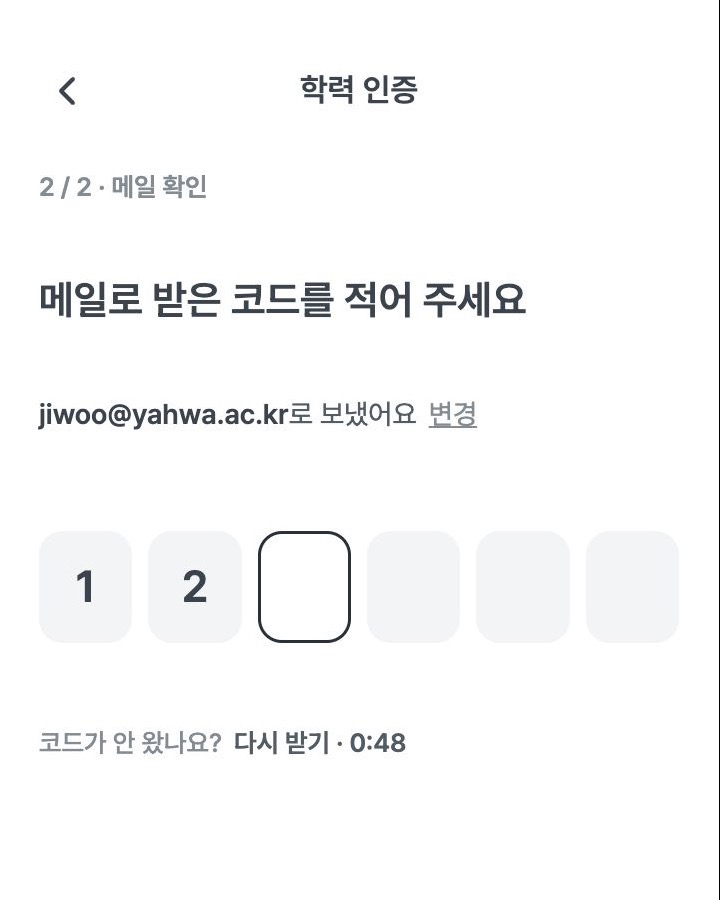 학력 인증
2 / 2 · 메일 확인
메일로 받은 코드를 적어 주세요
jiwoo@yahwa.ac.kr로 보냈어요 변경
1 2
코드가 안 왔나요? 다시 받기 · 0:48